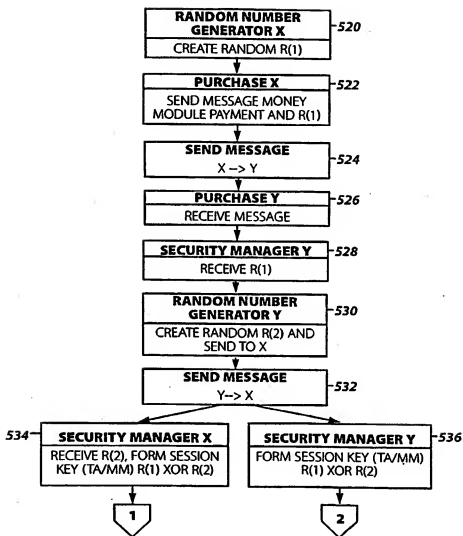 RANDOM NUMBER
GENERATOR X
520
CREATE RANDOM R(1)
PURCHASE X
522
SEND MESSAGE MONEY
MODULE PAYMENT AND R(1)
SEND MESSAGE
524
X --> Y
PURCHASE Y
526
RECEIVE MESSAGE
SECURITY MANAGER Y
528
RECEIVE R(1)
RANDOM NUMBER
GENERATOR Y
530
CREATE RANDOM R(2) AND
SEND TO X
SEND MESSAGE
532
Y--> X
534
SECURITY MANAGER X
RECEIVE R(2), FORM SESSION
KEY (TA/MM) R(1) XOR R(2)
SECURITY MANAGER Y
536
FORM SESSION KEY (TA/MM)
R(1) XOR R(2)
1
2